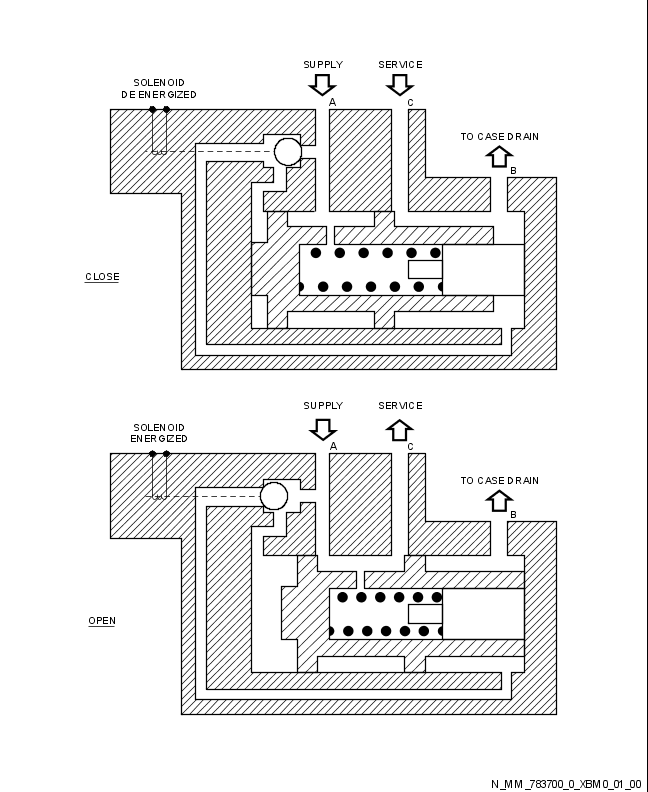 SUPPLY SERVICE
SOLENOID
DE ENERGIZED
A C
TO CASE DRAIN
B
CLOSE
SUPPLY SERVICE
SOLENOID
ENERGIZED
A C
TO CASE DRAIN
B
OPEN
N_MM_783700_0_XBM0_01_00